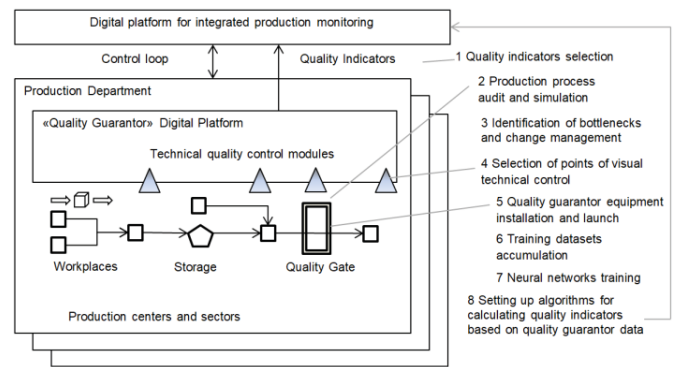 Digital platform for integrated production monitoring
Control loop
Quality Indicators
1 Quality indicators selection
Production Department
2 Production process
audit and simulation
«Quality Guarantor» Digital Platform
3 Identification of bottlenecks
and change management
Technical quality control modules
4 Selection of points of visual
technical control
5 Quality guarantor equipment
installation and launch
6 Training datasets
accumulation
Workplaces
Storage
Quality Gate
7 Neural networks training
8 Setting up algorithms for
calculating quality indicators
based on quality guarantor data
Production centers and sectors